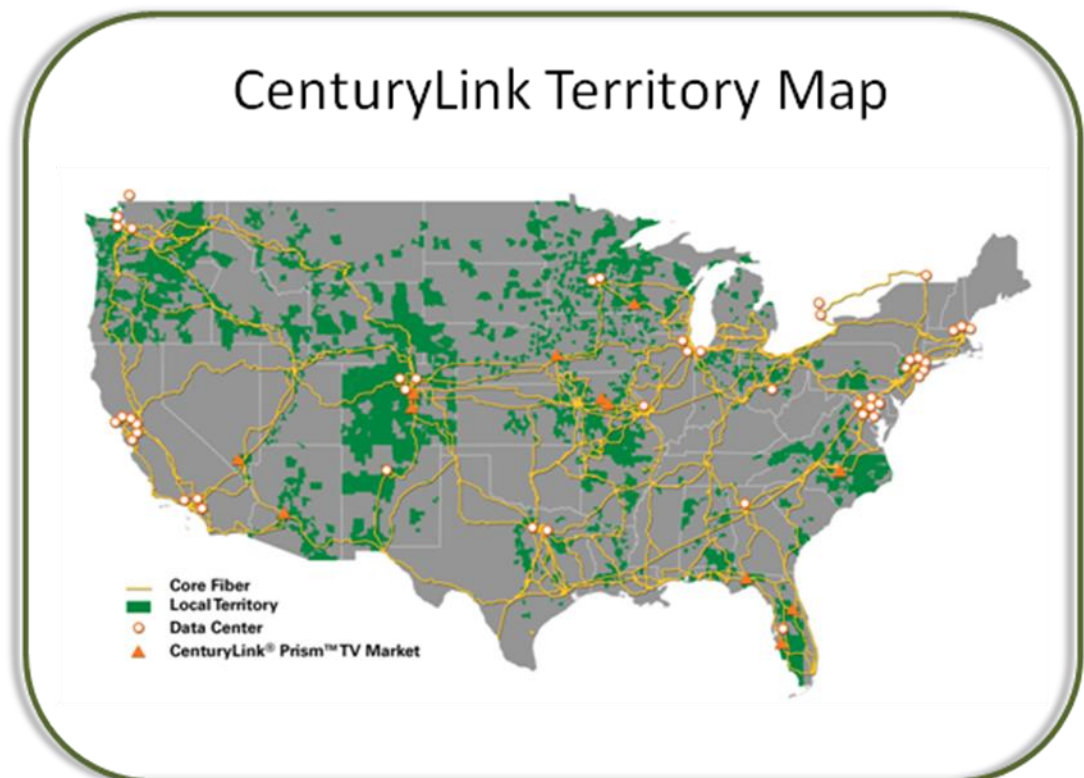 CenturyLink Territory Map
Core Fiber
Local Territory
Data Center
CenturyLink® Prism™ TV Market